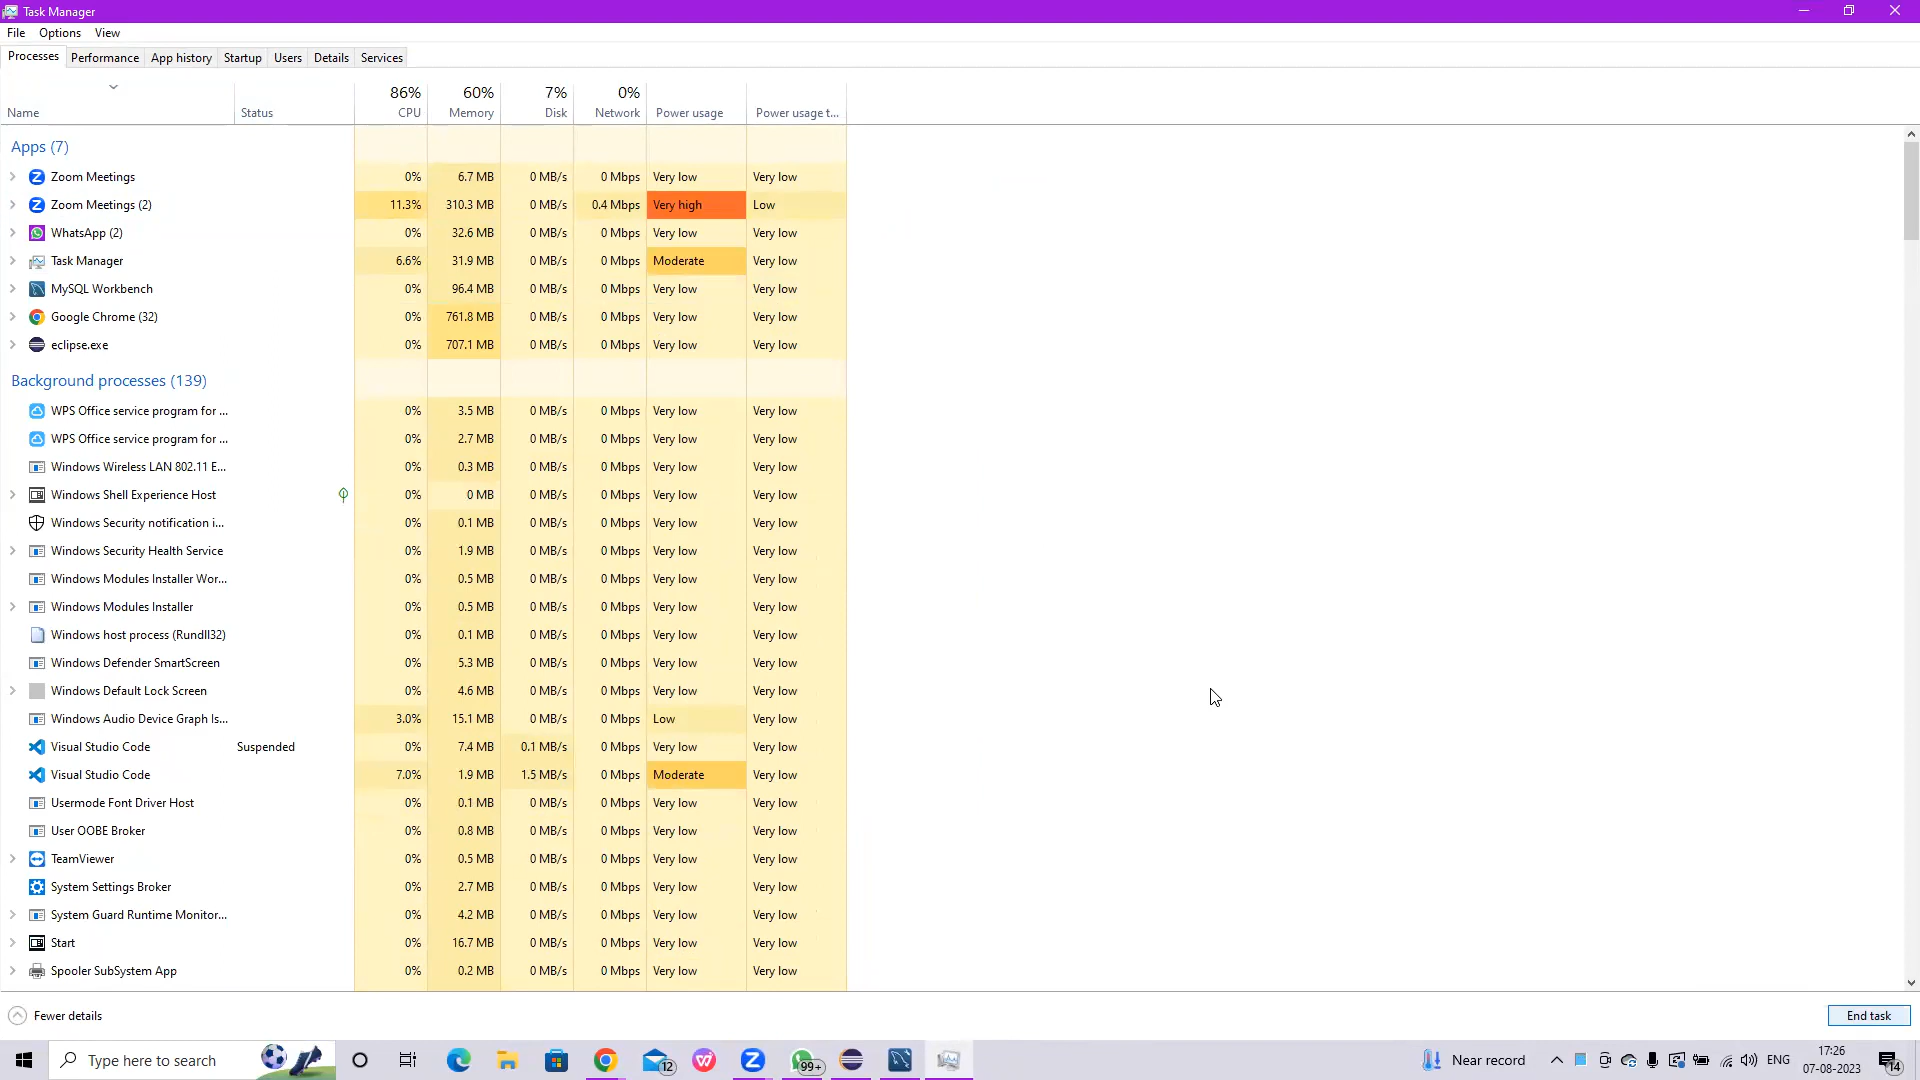 Task Manager
File Options View
Processes Performance App history Startup Users Details Services
86% 60% 7% 0%
Name Status CPU Memory Disk Network Power usage Power usage t...
Apps (7)
Zoom Meetings 0% 6.7 MB 0 MB/s 0 Mbps Very low Very low
Zoom Meetings (2) 11.3% 310.3 MB 0 MB/s 0.4 Mbps Very high Low
WhatsApp (2) 0% 32.6 MB 0 MB/s 0 Mbps Very low Very low
Task Manager 6.6% 31.9 MB 0 MB/s 0 Mbps Moderate Very low
MySQL Workbench 0% 96.4 MB 0 MB/s 0 Mbps Very low Very low
Google Chrome (32) 0% 761.8 MB 0 MB/s 0 Mbps Very low Very low
eclipse.exe 0% 707.1 MB 0 MB/s 0 Mbps Very low Very low
Background processes (139)
WPS Office service program for ... 0% 3.5 MB 0 MB/s 0 Mbps Very low Very low
WPS Office service program for ... 0% 2.7 MB 0 MB/s 0 Mbps Very low Very low
Windows Wireless LAN 802.11 E... 0% 0.3 MB 0 MB/s 0 Mbps Very low Very low
Windows Shell Experience Host 0% 0 MB 0 MB/s 0 Mbps Very low Very low
Windows Security notification i... 0% 0.1 MB 0 MB/s 0 Mbps Very low Very low
Windows Security Health Service 0% 1.9 MB 0 MB/s 0 Mbps Very low Very low
Windows Modules Installer Wor... 0% 0.5 MB 0 MB/s 0 Mbps Very low Very low
Windows Modules Installer 0% 0.5 MB 0 MB/s 0 Mbps Very low Very low
Windows host process (Rundll32) 0% 0.1 MB 0 MB/s 0 Mbps Very low Very low
Windows Defender SmartScreen 0% 5.3 MB 0 MB/s 0 Mbps Very low Very low
Windows Default Lock Screen 0% 4.6 MB 0 MB/s 0 Mbps Very low Very low
Windows Audio Device Graph Is... 3.0% 15.1 MB 0 MB/s 0 Mbps Low Very low
Visual Studio Code Suspended 0% 7.4 MB 0.1 MB/s 0 Mbps Very low Very low
Visual Studio Code 7.0% 1.9 MB 1.5 MB/s 0 Mbps Moderate Very low
Usermode Font Driver Host 0% 0.1 MB 0 MB/s 0 Mbps Very low Very low
User OOBE Broker 0% 0.8 MB 0 MB/s 0 Mbps Very low Very low
TeamViewer 0% 0.5 MB 0 MB/s 0 Mbps Very low Very low
System Settings Broker 0% 2.7 MB 0 MB/s 0 Mbps Very low Very low
System Guard Runtime Monitor... 0% 4.2 MB 0 MB/s 0 Mbps Very low Very low
Start 0% 16.7 MB 0 MB/s 0 Mbps Very low Very low
Spooler SubSystem App 0% 0.2 MB 0 MB/s 0 Mbps Very low Very low
Fewer details End task
Type here to search 12 99+ Near record ENG 17:26
07-08-2023 14